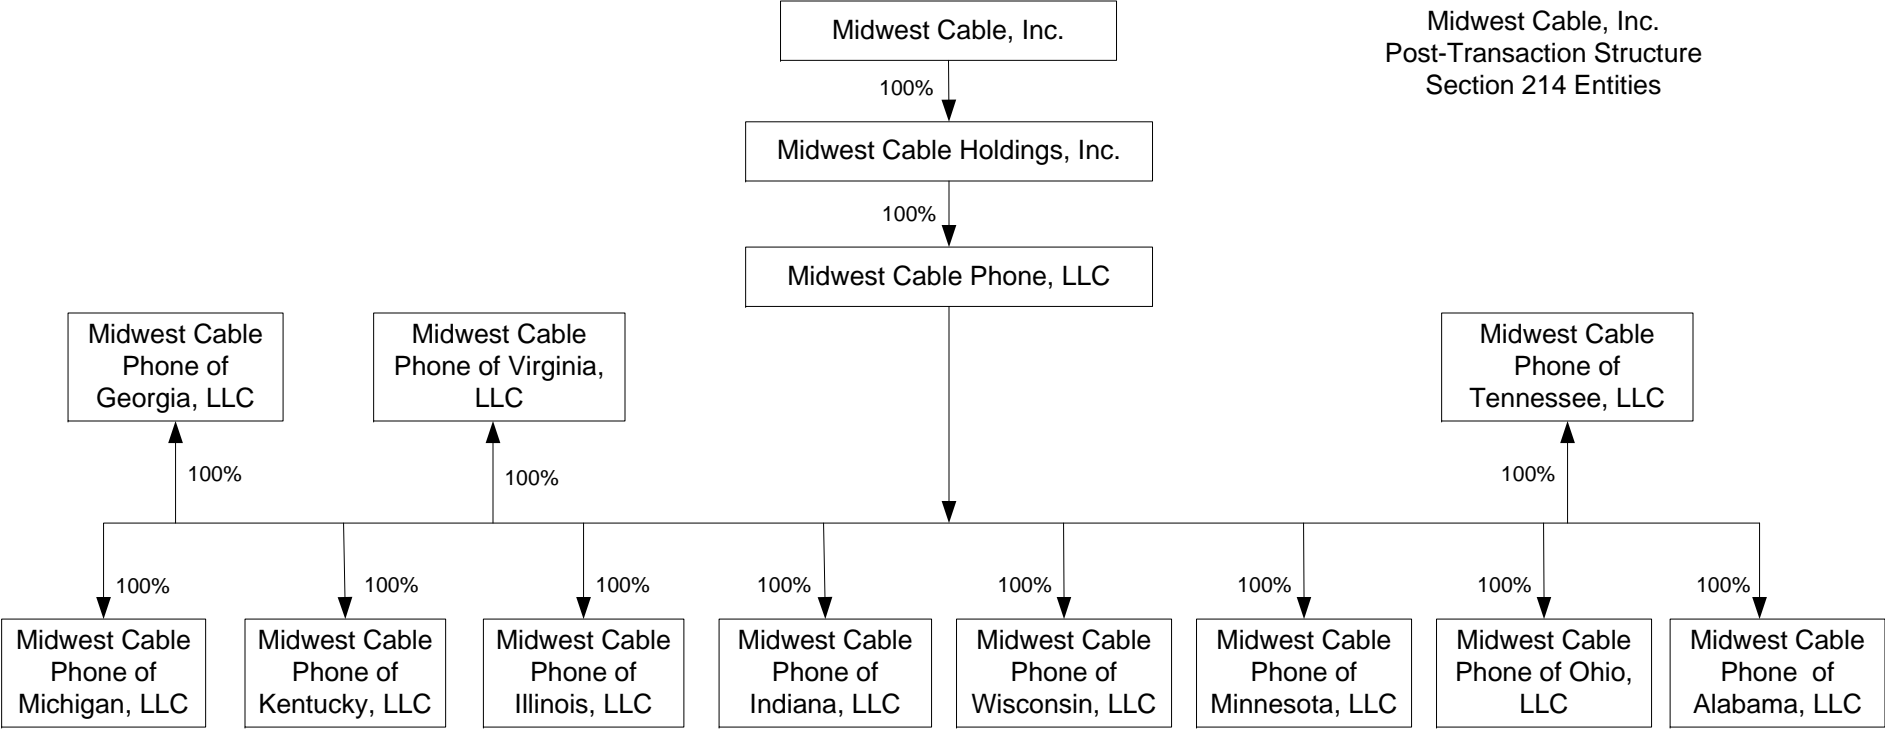 Midwest Cable, Inc.
Midwest Cable, Inc.
Post-Transaction Structure
Section 214 Entities
100%
Midwest Cable Holdings, Inc.
100%
Midwest Cable Phone, LLC
Midwest Cable
Phone of
Georgia, LLC
Midwest Cable
Phone of Virginia,
LLC
Midwest Cable
Phone of
Tennessee, LLC
100%
100%
100%
100%
100%
100%
100%
100%
100%
100%
100%
Midwest Cable
Phone of
Michigan, LLC
Midwest Cable
Phone of
Kentucky, LLC
Midwest Cable
Phone of
Illinois, LLC
Midwest Cable
Phone of
Indiana, LLC
Midwest Cable
Phone of
Wisconsin, LLC
Midwest Cable
Phone of
Minnesota, LLC
Midwest Cable
Phone of Ohio,
LLC
Midwest Cable
Phone  of
Alabama, LLC